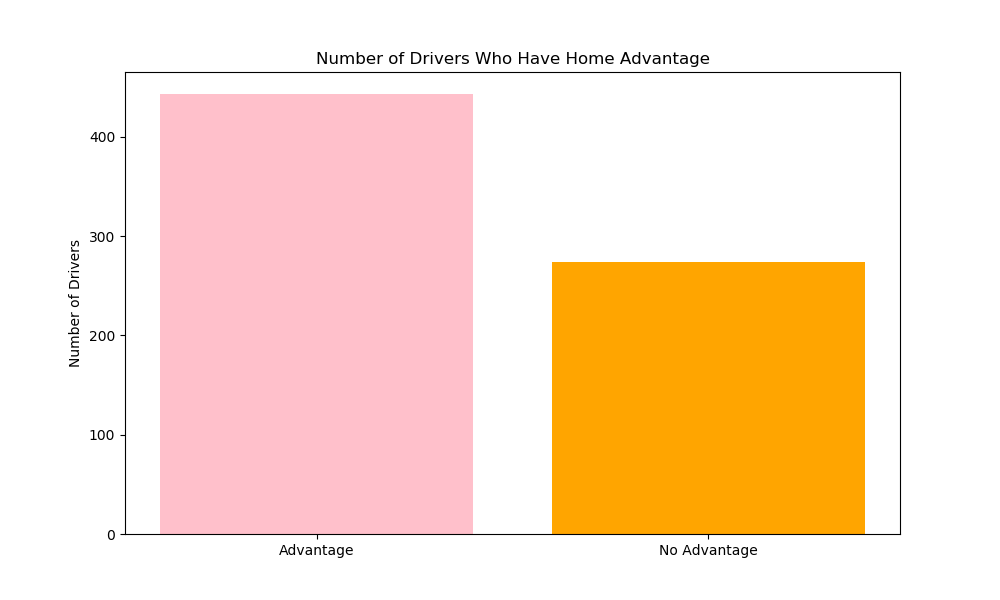 Number of Drivers Who Have Home Advantage
Number of Drivers
400
300
200
100
0
Advantage
No Advantage